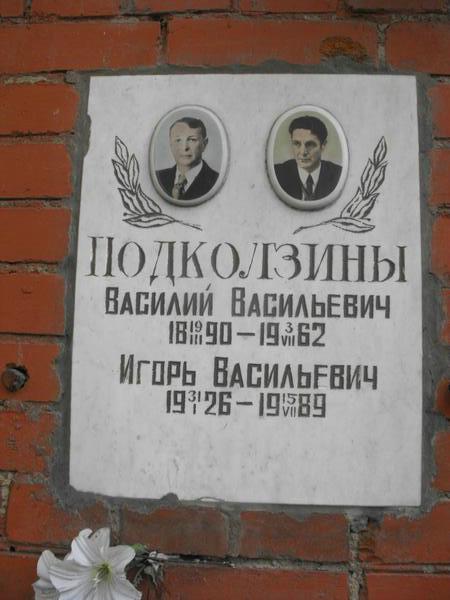 Подколзины
Василий Васильевич
18 19/III 90 – 19 3/VII 62
Игорь Васильевич
19 31/I 26 – 19 15/VII 89